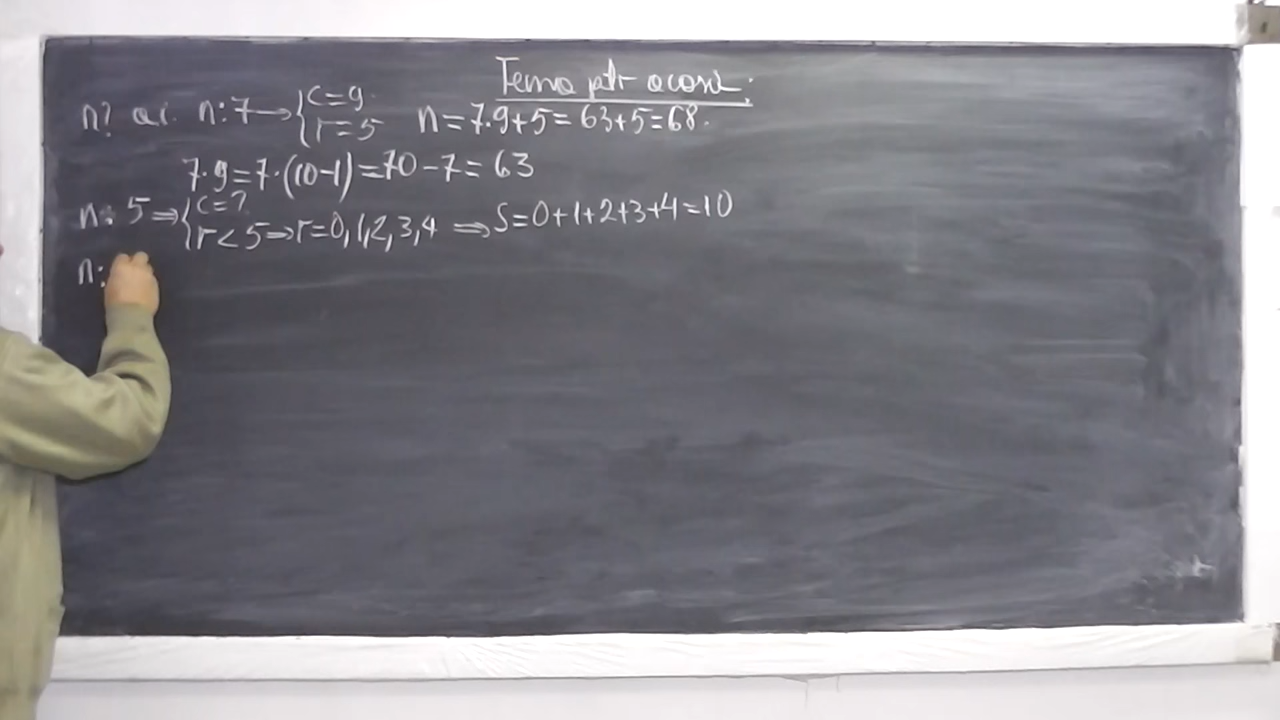 Tema ptr acasă:
n? aî. n:7→{c=9 r=5 n=7·9+5=63+5=68.
7·9=7·(10-1)=70-7=63
n:5⇒{c=? r<5⇒r=0,1,2,3,4 ⇒S=0+1+2+3+4=10
n: